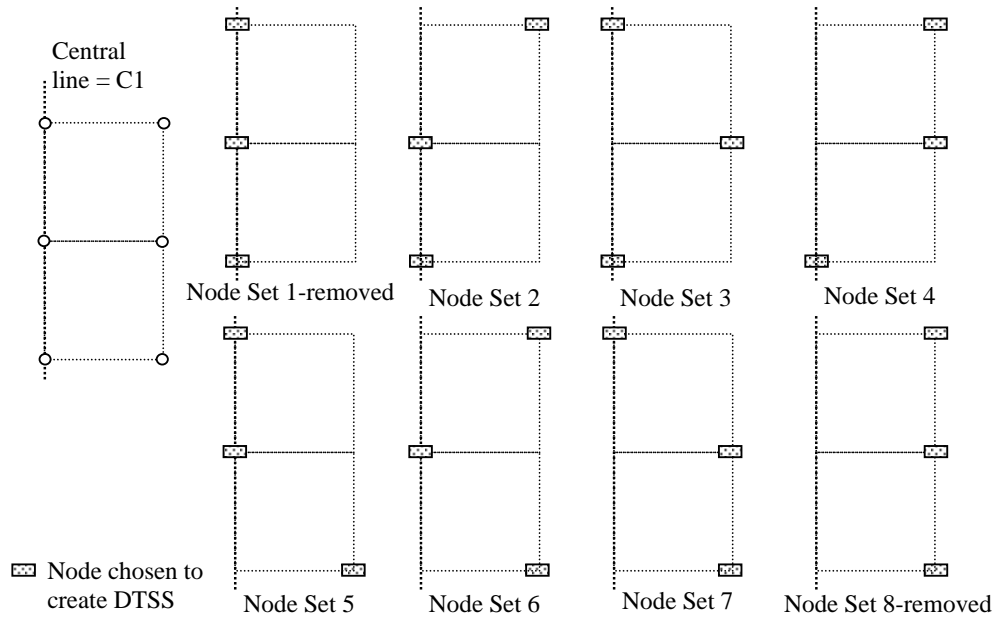 Central
line = C1
Node Set 1-removed
Node Set 2
Node Set 3
Node Set 4
Node chosen to
create DTSS
Node Set 5
Node Set 6
Node Set 7
Node Set 8-removed